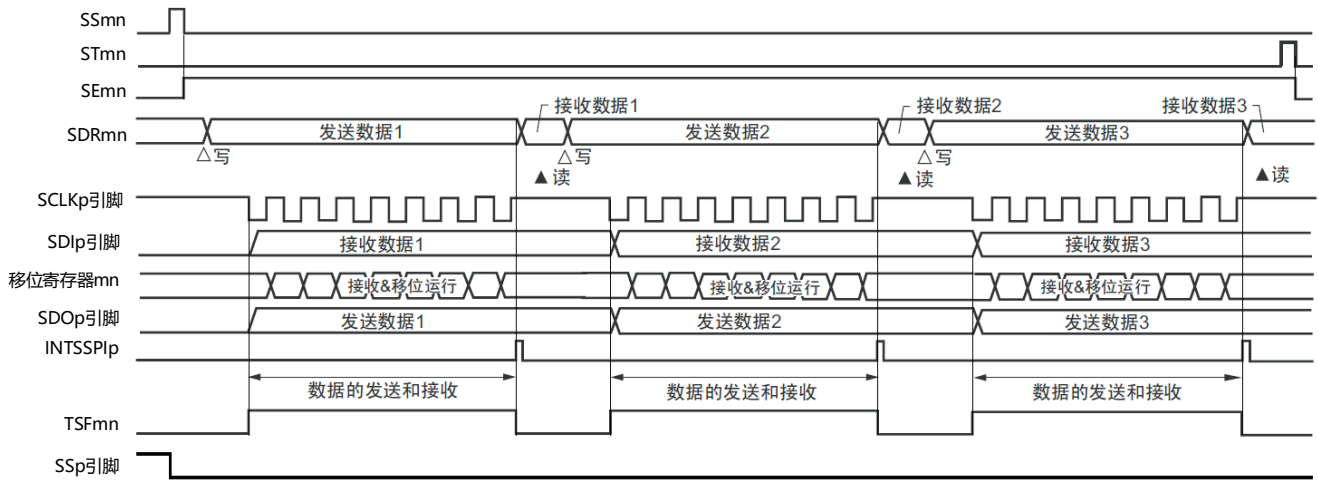 SSmn
STmn
SEmn
接收数据1 接收数据2 接收数据3
SDRmn 发送数据1 发送数据2 发送数据3
△写 △写 △写
▲读 ▲读 ▲读
SCLKp引脚
SDIp引脚 接收数据1 接收数据2 接收数据3
移位寄存器mn 接收&移位运行 接收&移位运行 接收&移位运行
SDOp引脚 发送数据1 发送数据2 发送数据3
INTSSPIp
数据的发送和接收 数据的发送和接收 数据的发送和接收
TSFmn
SSp引脚